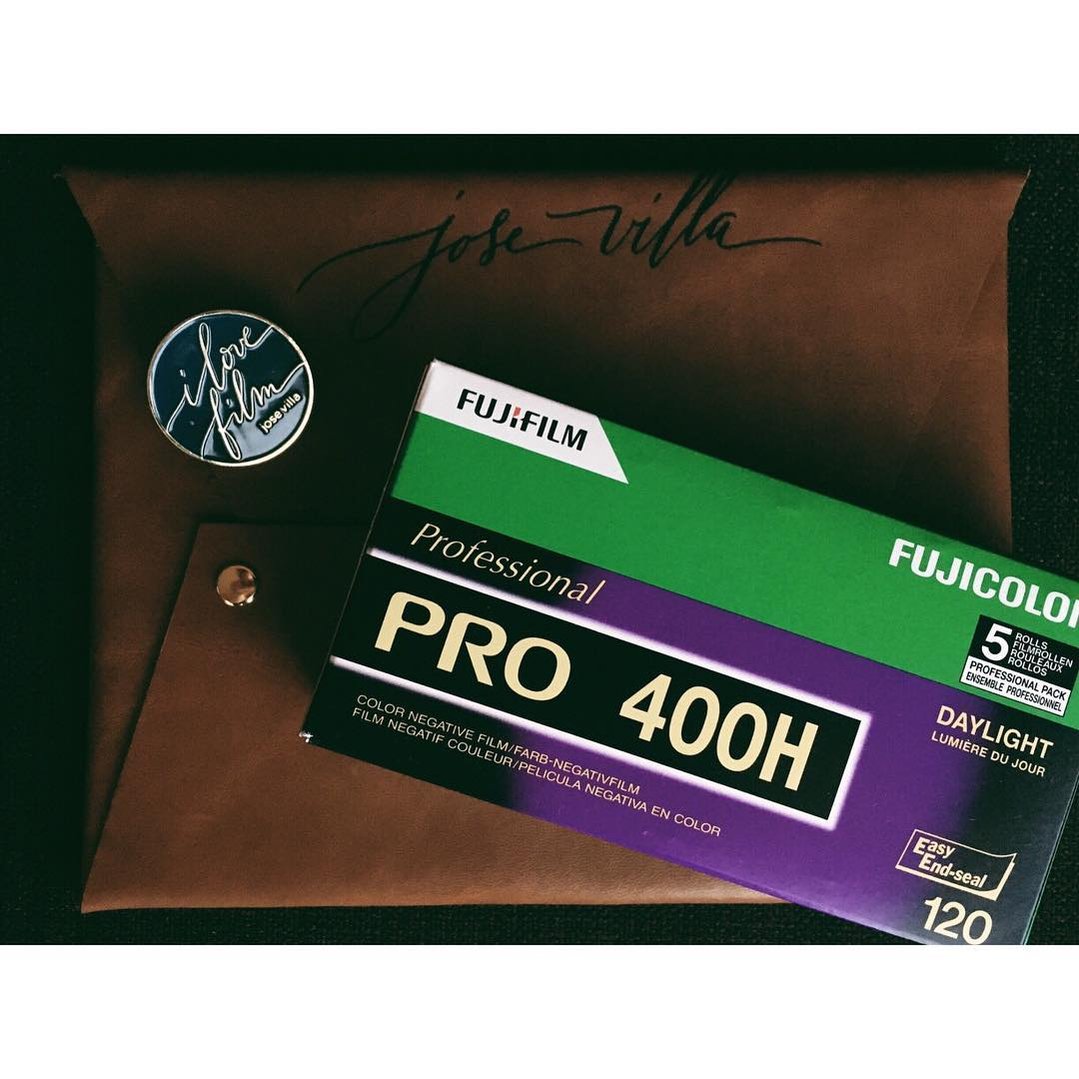 jose villa
i love
film
jose villa
FUJIFILM
FUJICOLOR
Professional
PRO 400H
COLOR NEGATIVE FILM/FARB-NEGATIVFILM
FILM NEGATIF COULEUR/PELICULA NEGATIVA EN COLOR
5 ROLLS
FILMROLLEN
ROULEAUX
ROLLOS
PROFESSIONAL PACK
ENSEMBLE PROFESSIONNEL
DAYLIGHT
LUMIÈRE DU JOUR
Easy
End-seal
120